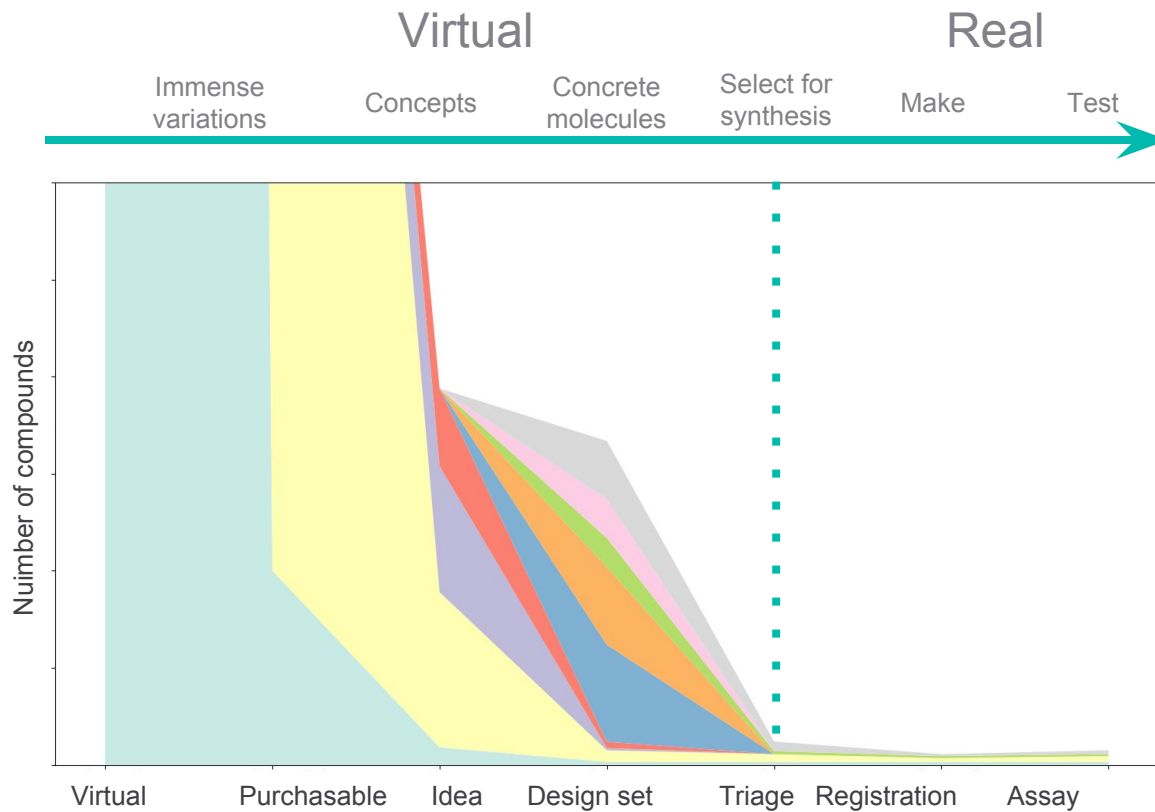 Virtual
Real
Immense
variations
Concepts
Concrete
molecules
Select for
synthesis
Make
Test
Nuimber of compounds
Virtual
Purchasable
Idea
Design set
Triage
Registration
Assay